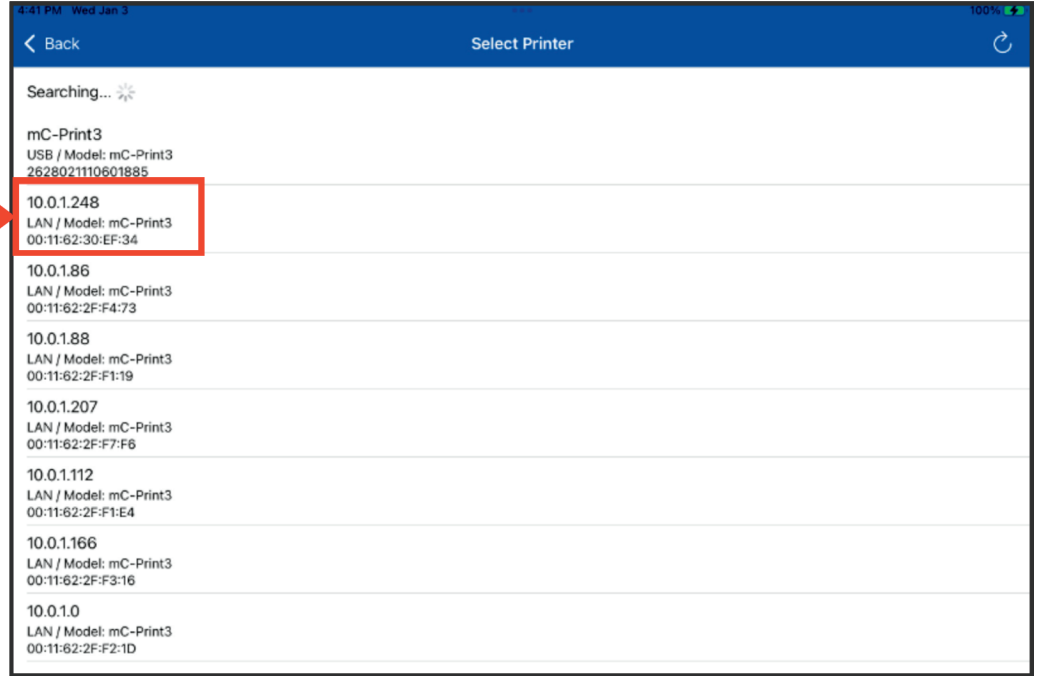 4:41 PM Wed Jan 3
100%
Back
Select Printer
Searching...
mC-Print3
USB / Model: mC-Print3
2628021110601885
10.0.1.248
LAN / Model: mC-Print3
00:11:62:30:EF:34
10.0.1.86
LAN / Model: mC-Print3
00:11:62:2F:F4:73
10.0.1.88
LAN / Model: mC-Print3
00:11:62:2F:F1:19
10.0.1.207
LAN / Model: mC-Print3
00:11:62:2F:F7:F6
10.0.1.112
LAN / Model: mC-Print3
00:11:62:2F:F1:E4
10.0.1.166
LAN / Model: mC-Print3
00:11:62:2F:F3:16
10.0.1.0
LAN / Model: mC-Print3
00:11:62:2F:F2:1D